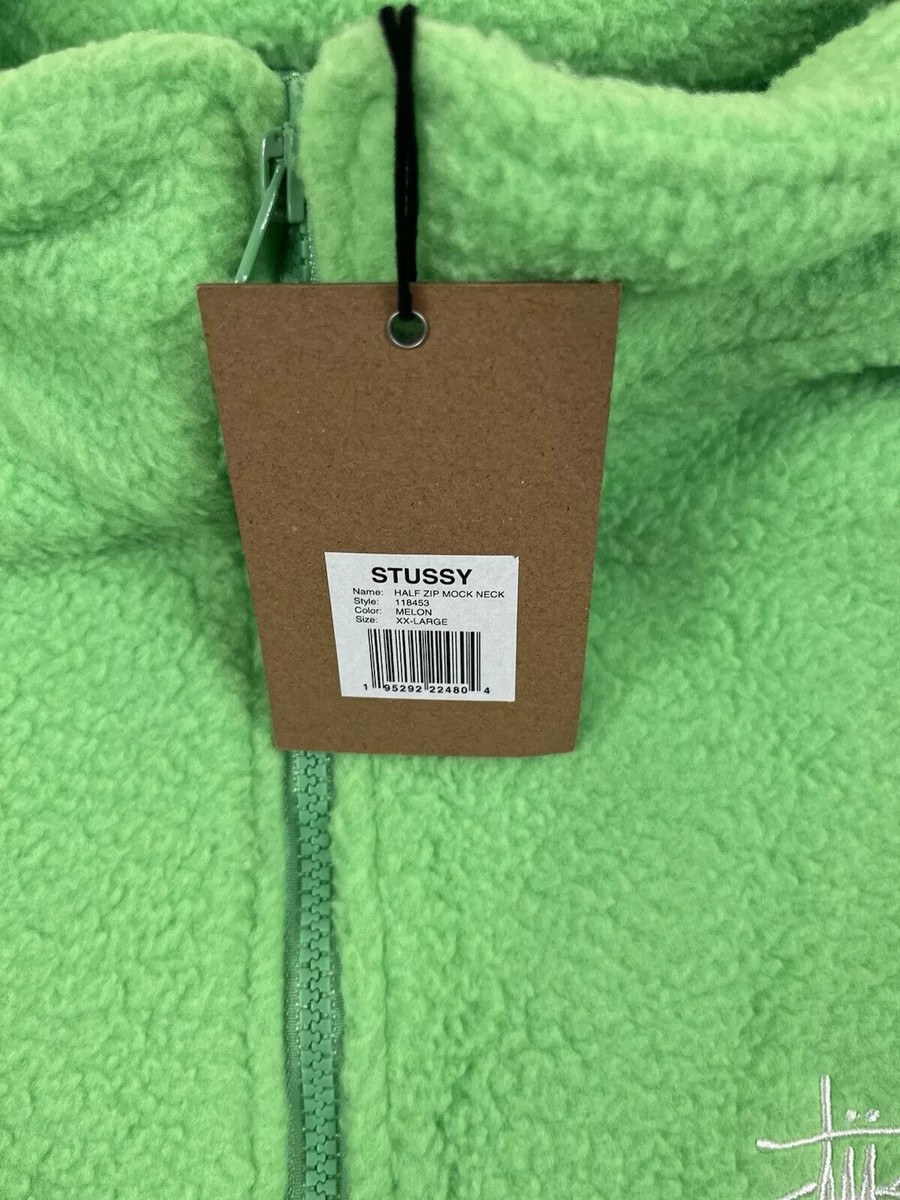 STUSSY
Name: HALF ZIP MOCK NECK
Style: 118453
Color: MELON
Size: XX-LARGE
1 95292 22480 4